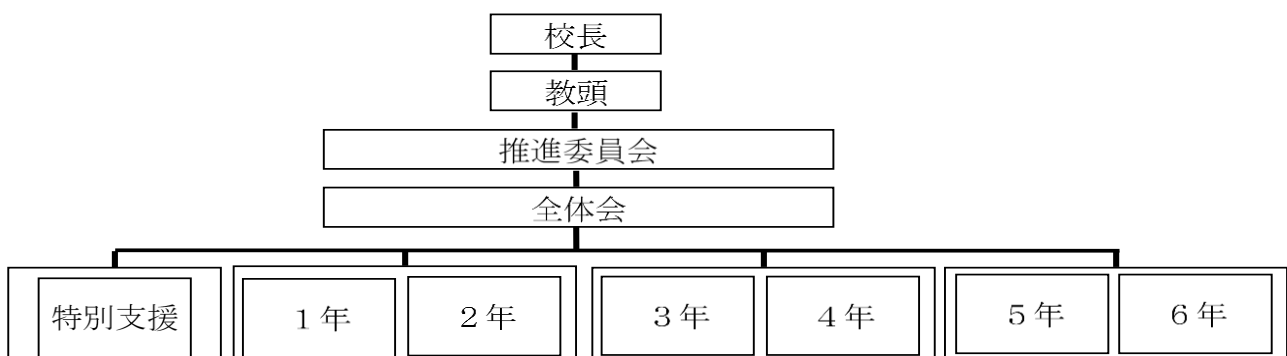 校長
教頭
推進委員会
全体会
特別支援
１年
２年
３年
４年
５年
６年